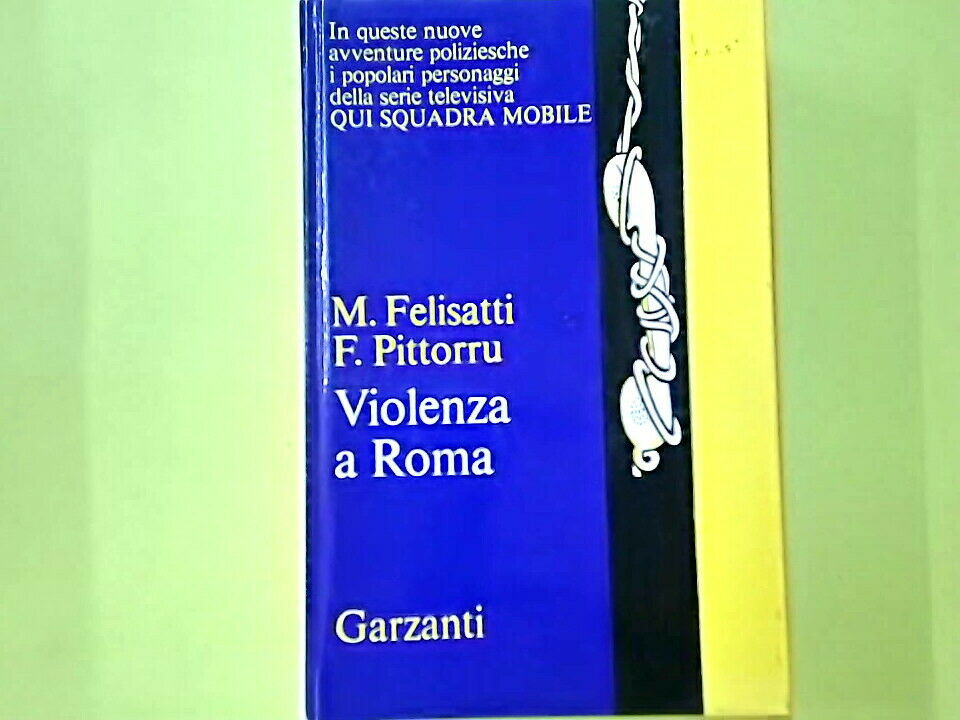 In queste nuove
avventure poliziesche
i popolari personaggi
della serie televisiva
QUI SQUADRA MOBILE
M. Felisatti
F. Pittorru
Violenza
a Roma
Garzanti